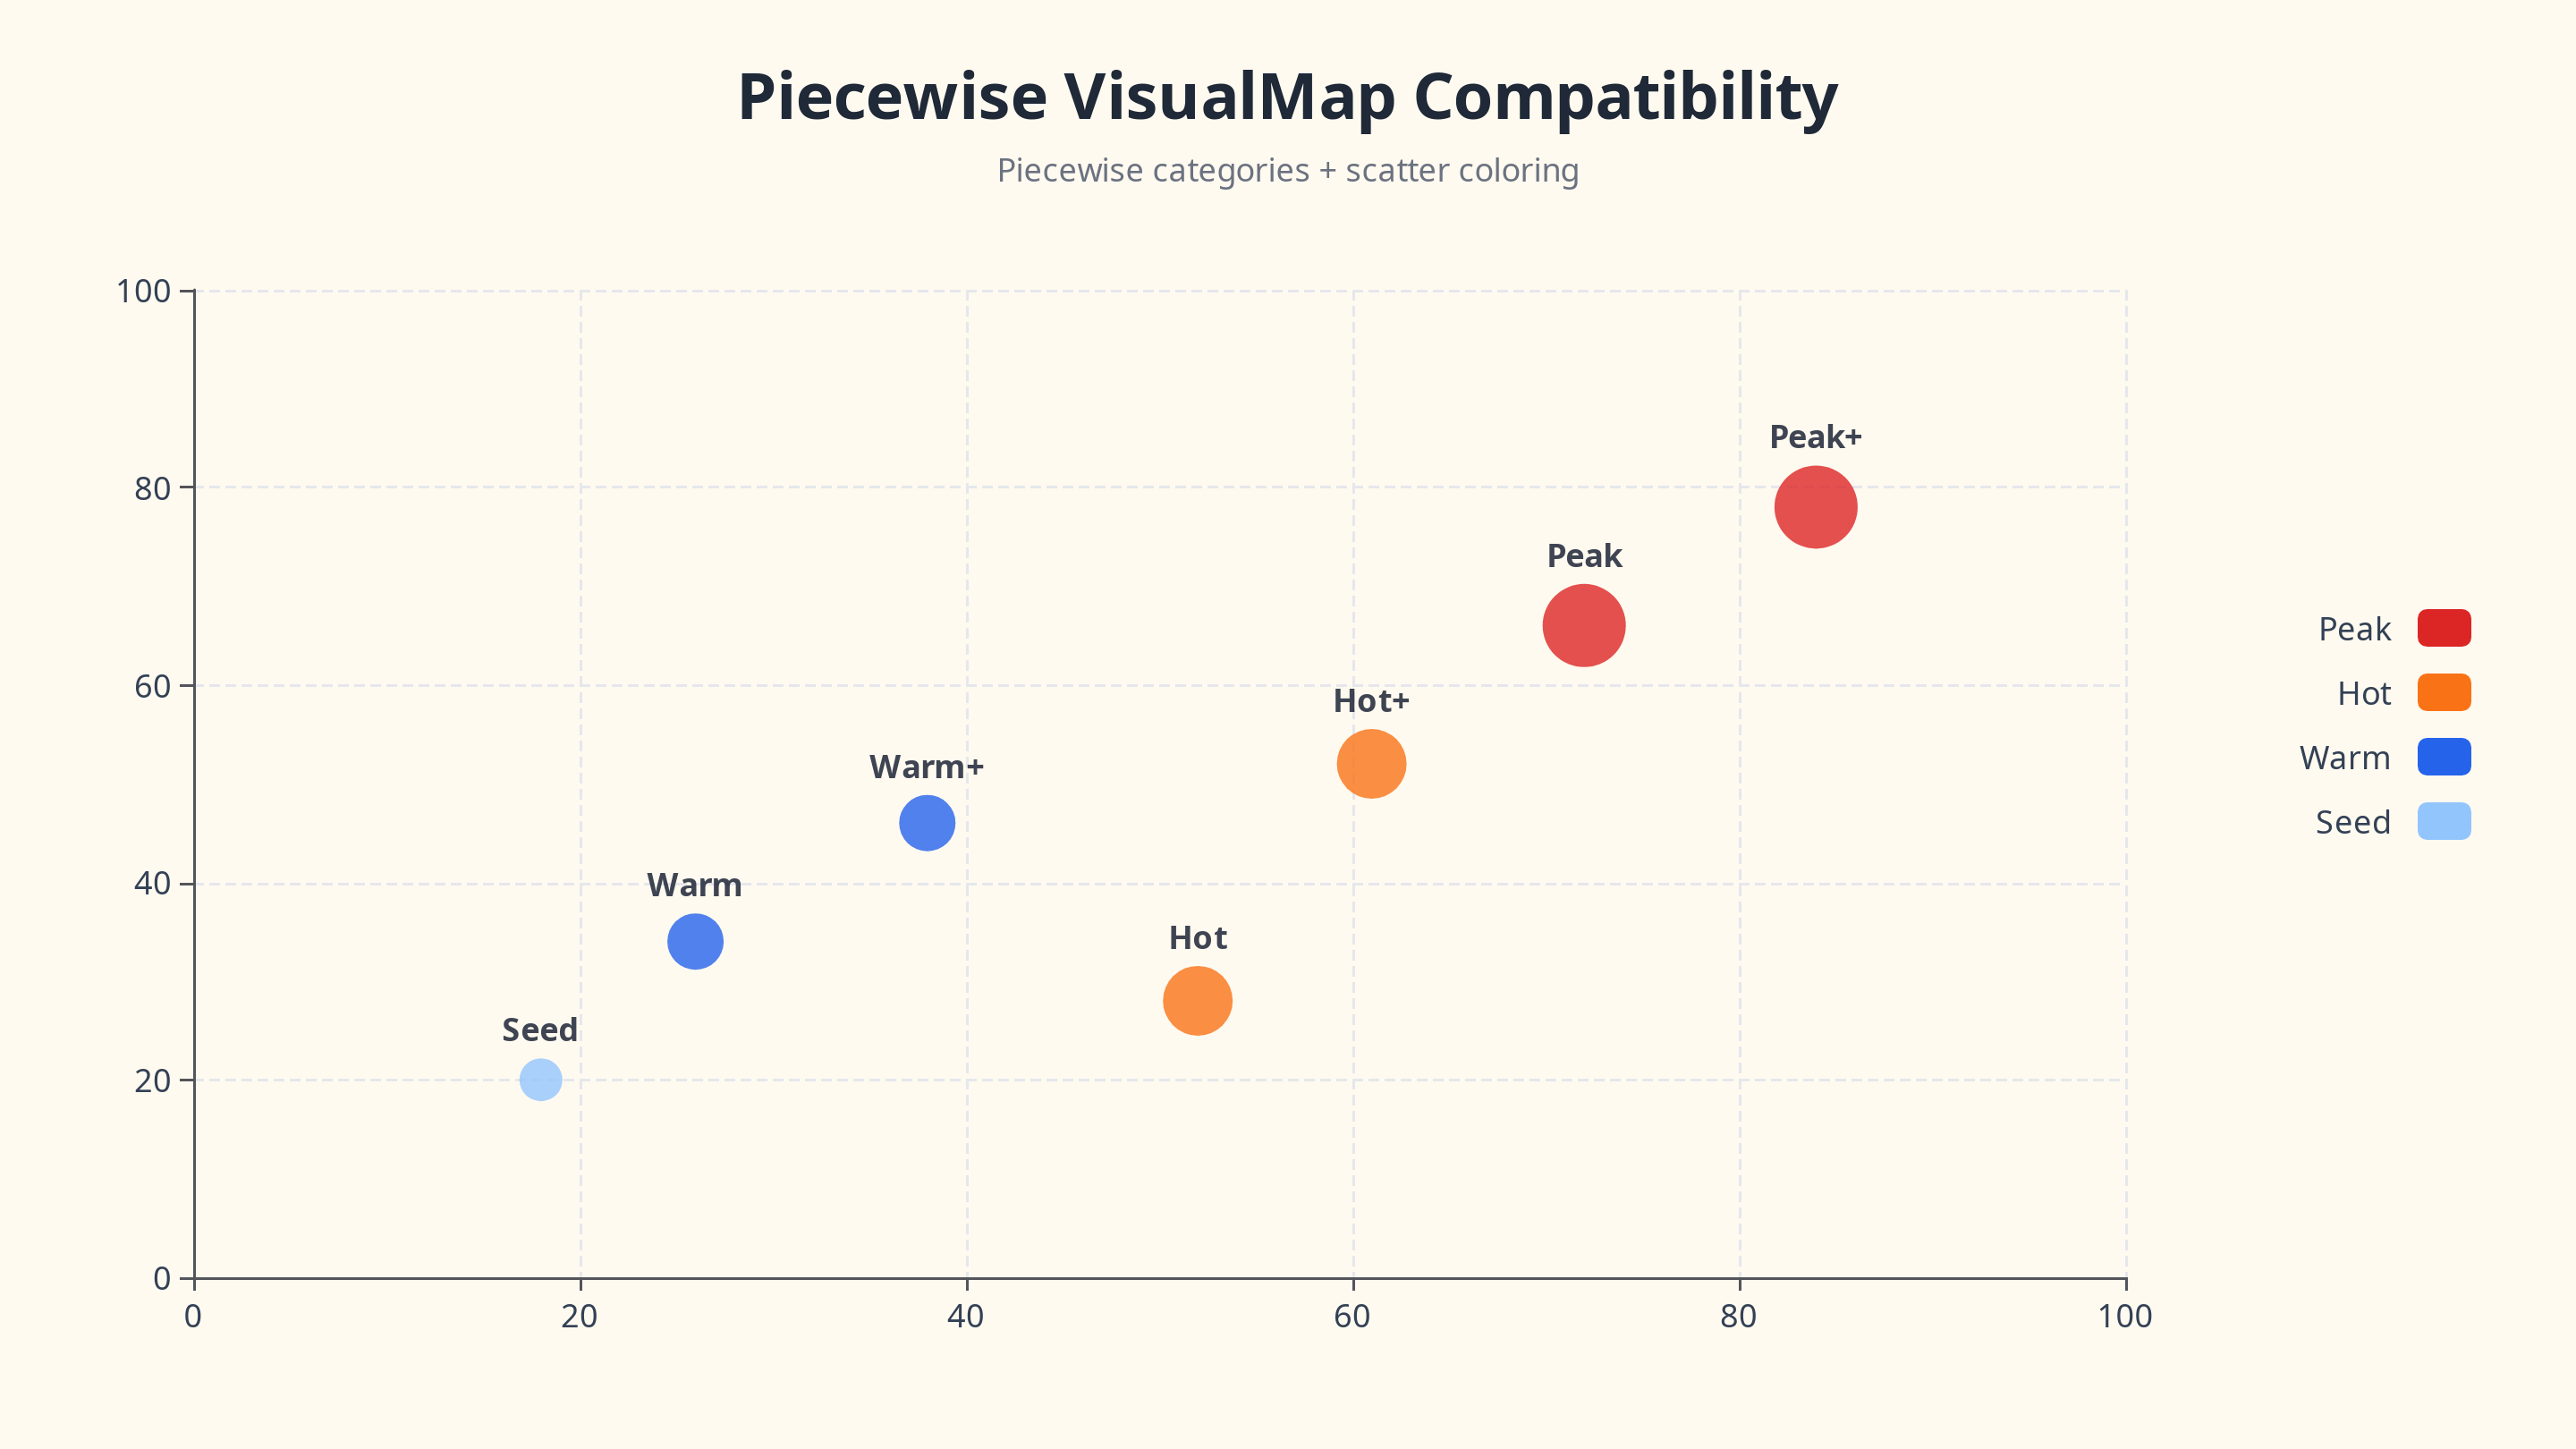 Piecewise VisualMap Compatibility
Piecewise categories + scatter coloring
100
80
60
40
20
0
0 20 40 60 80 100
Peak+
Peak
Hot+
Warm+
Warm
Hot
Seed
Peak
Hot
Warm
Seed